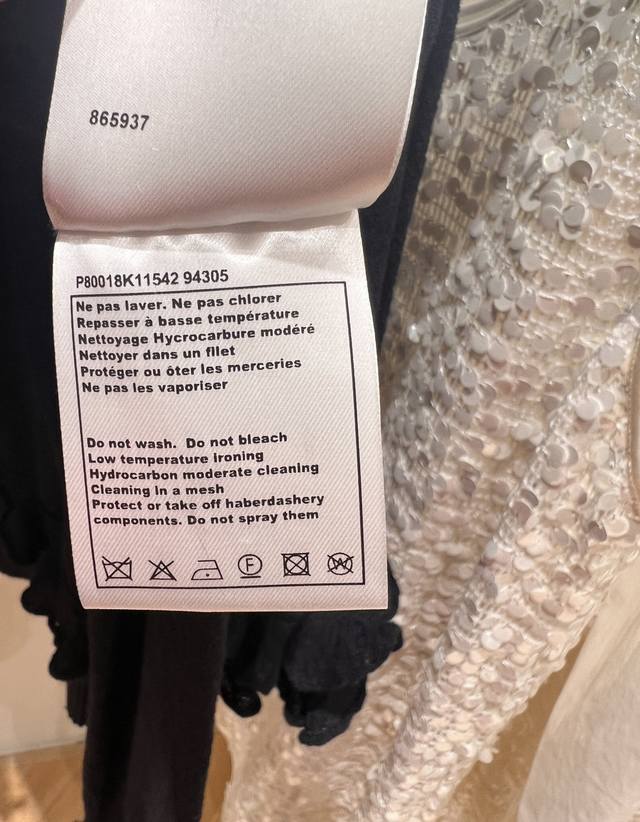 865937
P80018K11542 94305
Ne pas laver. Ne pas chlorer
Repasser à basse température
Nettoyage Hycrocarbure modéré
Nettoyer dans un fllet
Protéger ou ôter les merceries
Ne pas les vaporiser
Do not wash. Do not bleach
Low temperature ironing
Hydrocarbon moderate cleaning
Cleaning in a mesh
Protect or take off haberdashery
components. Do not spray them
F
W